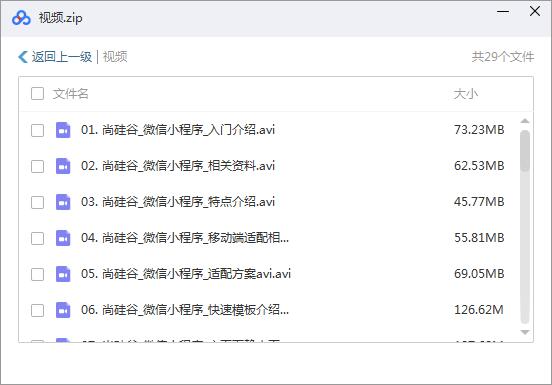 视频.zip
返回上一级 | 视频 共29个文件
文件名 大小
01. 尚硅谷_微信小程序_入门介绍.avi 73.23MB
02. 尚硅谷_微信小程序_相关资料.avi 62.53MB
03. 尚硅谷_微信小程序_特点介绍.avi 45.77MB
04. 尚硅谷_微信小程序_移动端适配相... 55.81MB
05. 尚硅谷_微信小程序_适配方案avi.avi 69.05MB
06. 尚硅谷_微信小程序_快速模板介绍... 126.62M